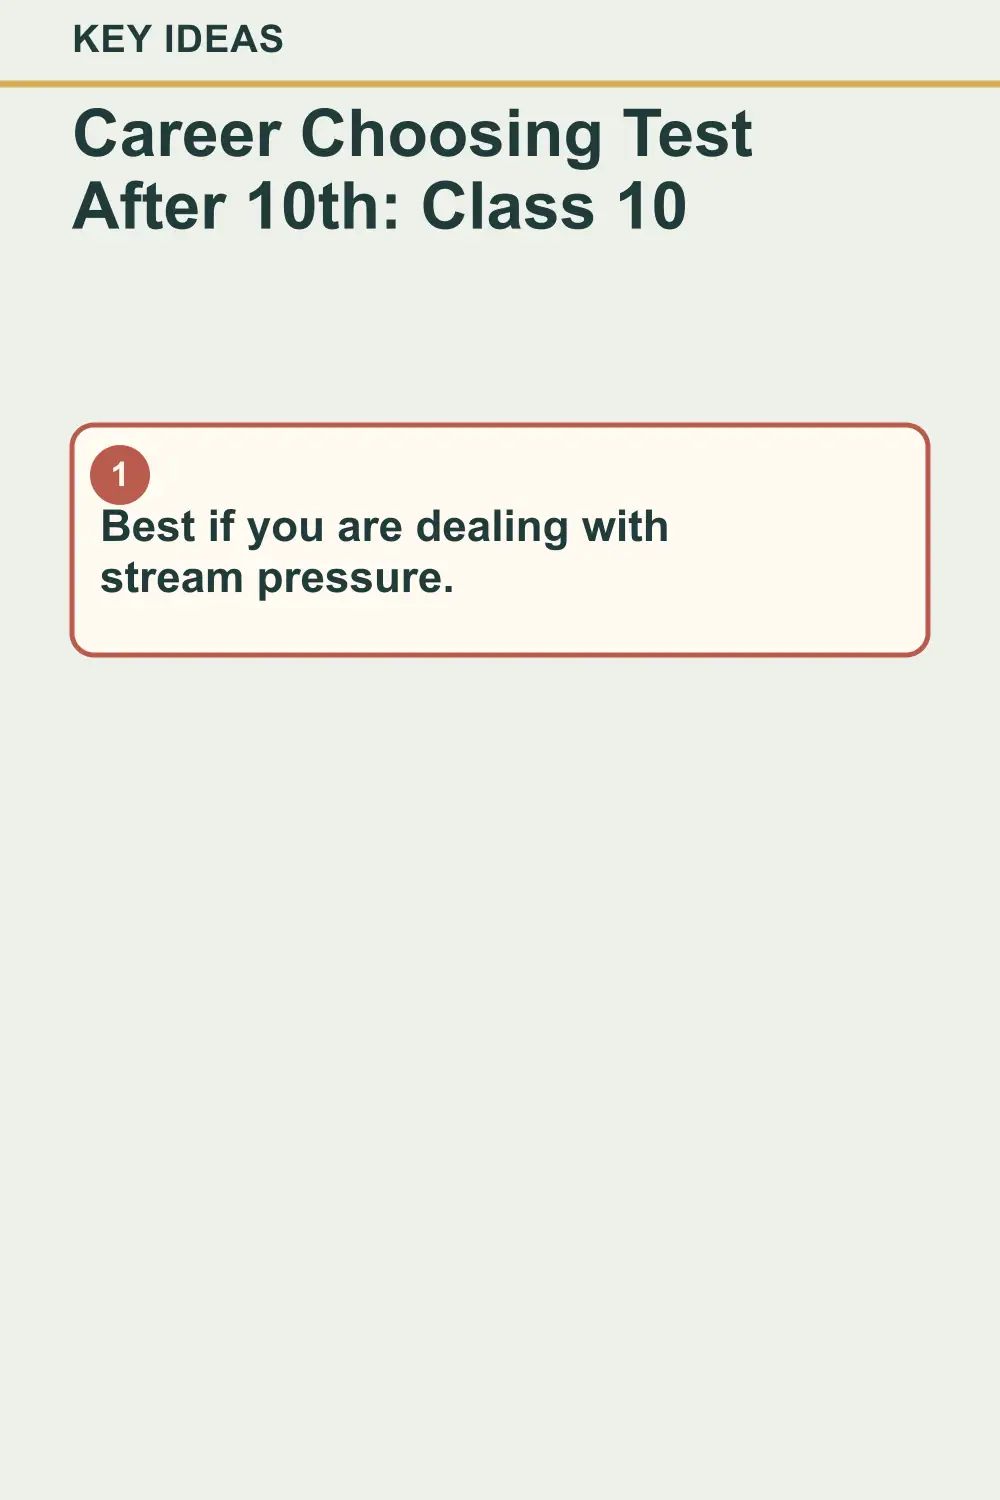 KEY IDEAS
Career Choosing Test
After 10th: Class 10
1
Best if you are dealing with
stream pressure.